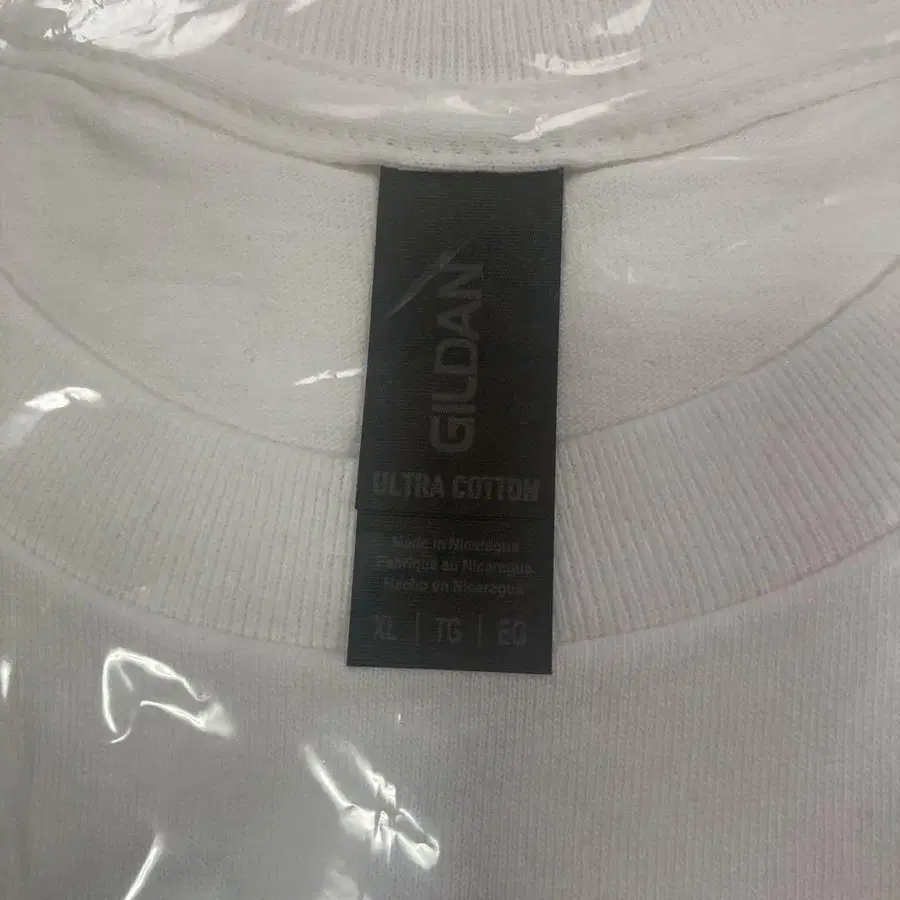 GILDAN
ULTRA COTTON
Made in Nicaragua
Fabriqué au Nicaragua
Hecho en Nicaragua
XL | TG | EG